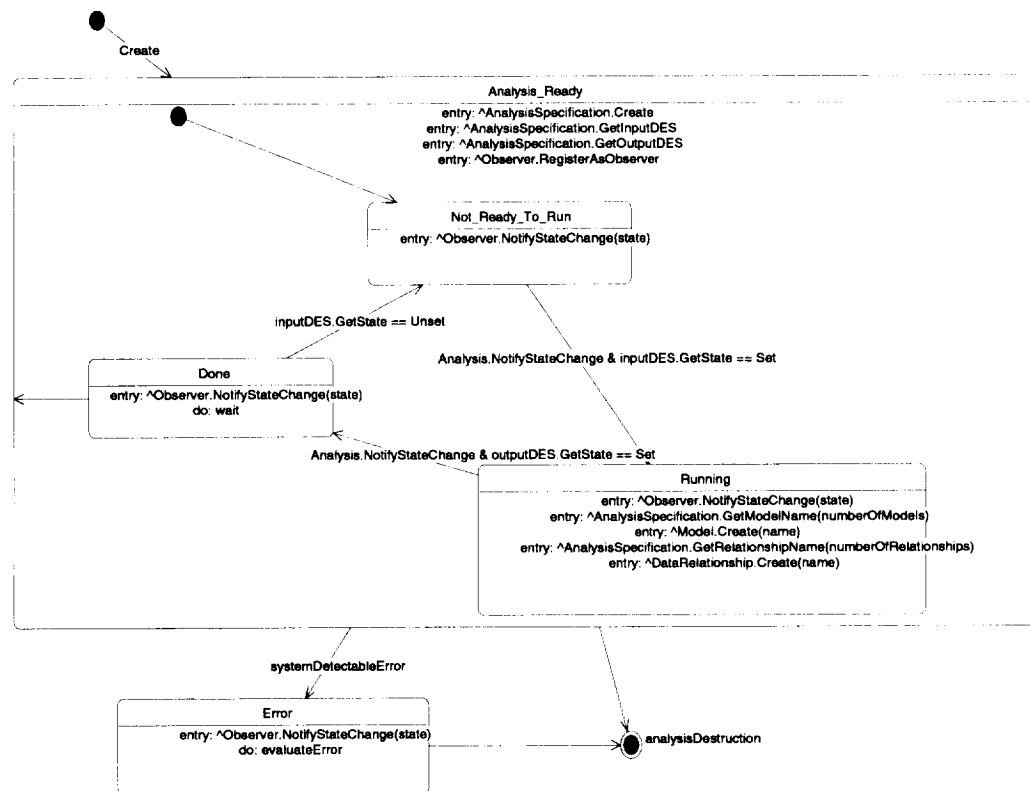 Create
Analysis_Ready
entry: ^AnalysisSpecification.Create
entry: ^AnalysisSpecification.GetInputDES
entry: ^AnalysisSpecification.GetOutputDES
entry: ^Observer.RegisterAsObserver
Not_Ready_To_Run
entry: ^Observer.NotifyStateChange(state)
inputDES.GetState == Unset
Analysis.NotifyStateChange & inputDES.GetState == Set
Done
entry: ^Observer.NotifyStateChange(state)
do: wait
Analysis.NotifyStateChange & outputDES.GetState == Set
Running
entry: ^Observer.NotifyStateChange(state)
entry: ^AnalysisSpecification.GetModelName(numberOfModels)
entry: ^Model.Create(name)
entry: ^AnalysisSpecification.GetRelationshipName(numberOfRelationships)
entry: ^DataRelationship.Create(name)
systemDetectableError
Error
entry: ^Observer.NotifyStateChange(state)
do: evaluateError
analysisDestruction